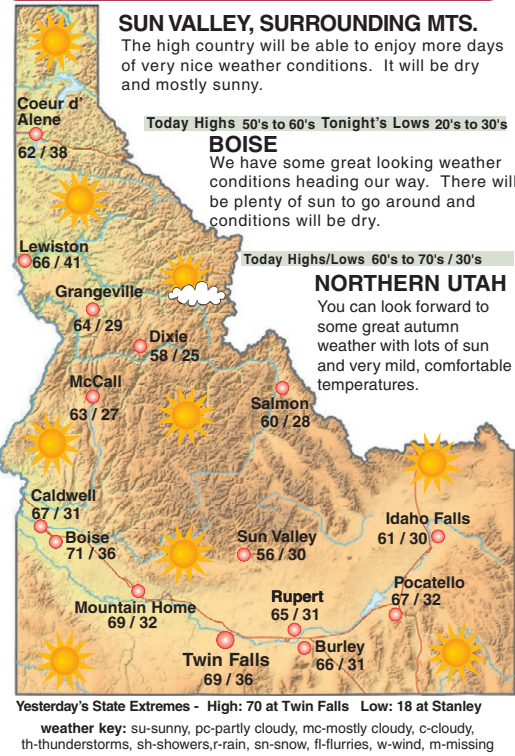 SUN VALLEY, SURROUNDING MTS.
The high country will be able to enjoy more days
of very nice weather conditions. It will be dry
and mostly sunny.
Today Highs 50's to 60's Tonight's Lows 20's to 30's
BOISE
We have some great looking weather
conditions heading our way. There will
be plenty of sun to go around and
conditions will be dry.
Today Highs/Lows 60's to 70's / 30's
NORTHERN UTAH
You can look forward to
some great autumn
weather with lots of sun
and very mild, comfortable
temperatures.
Coeur d'
Alene
62 / 38
Lewiston
66 / 41
Grangeville
64 / 29
Dixie
58 / 25
McCall
63 / 27
Salmon
60 / 28
Caldwell
67 / 31
Boise
71 / 36
Sun Valley
56 / 30
Idaho Falls
61 / 30
Mountain Home
69 / 32
Rupert
65 / 31
Pocatello
67 / 32
Twin Falls
69 / 36
Burley
66 / 31
Yesterday's State Extremes - High: 70 at Twin Falls Low: 18 at Stanley
weather key: su-sunny, pc-partly cloudy, mc-mostly cloudy, c-cloudy,
th-thunderstorms, sh-showers,r-rain, sn-snow, fl-flurries, w-wind, m-missing